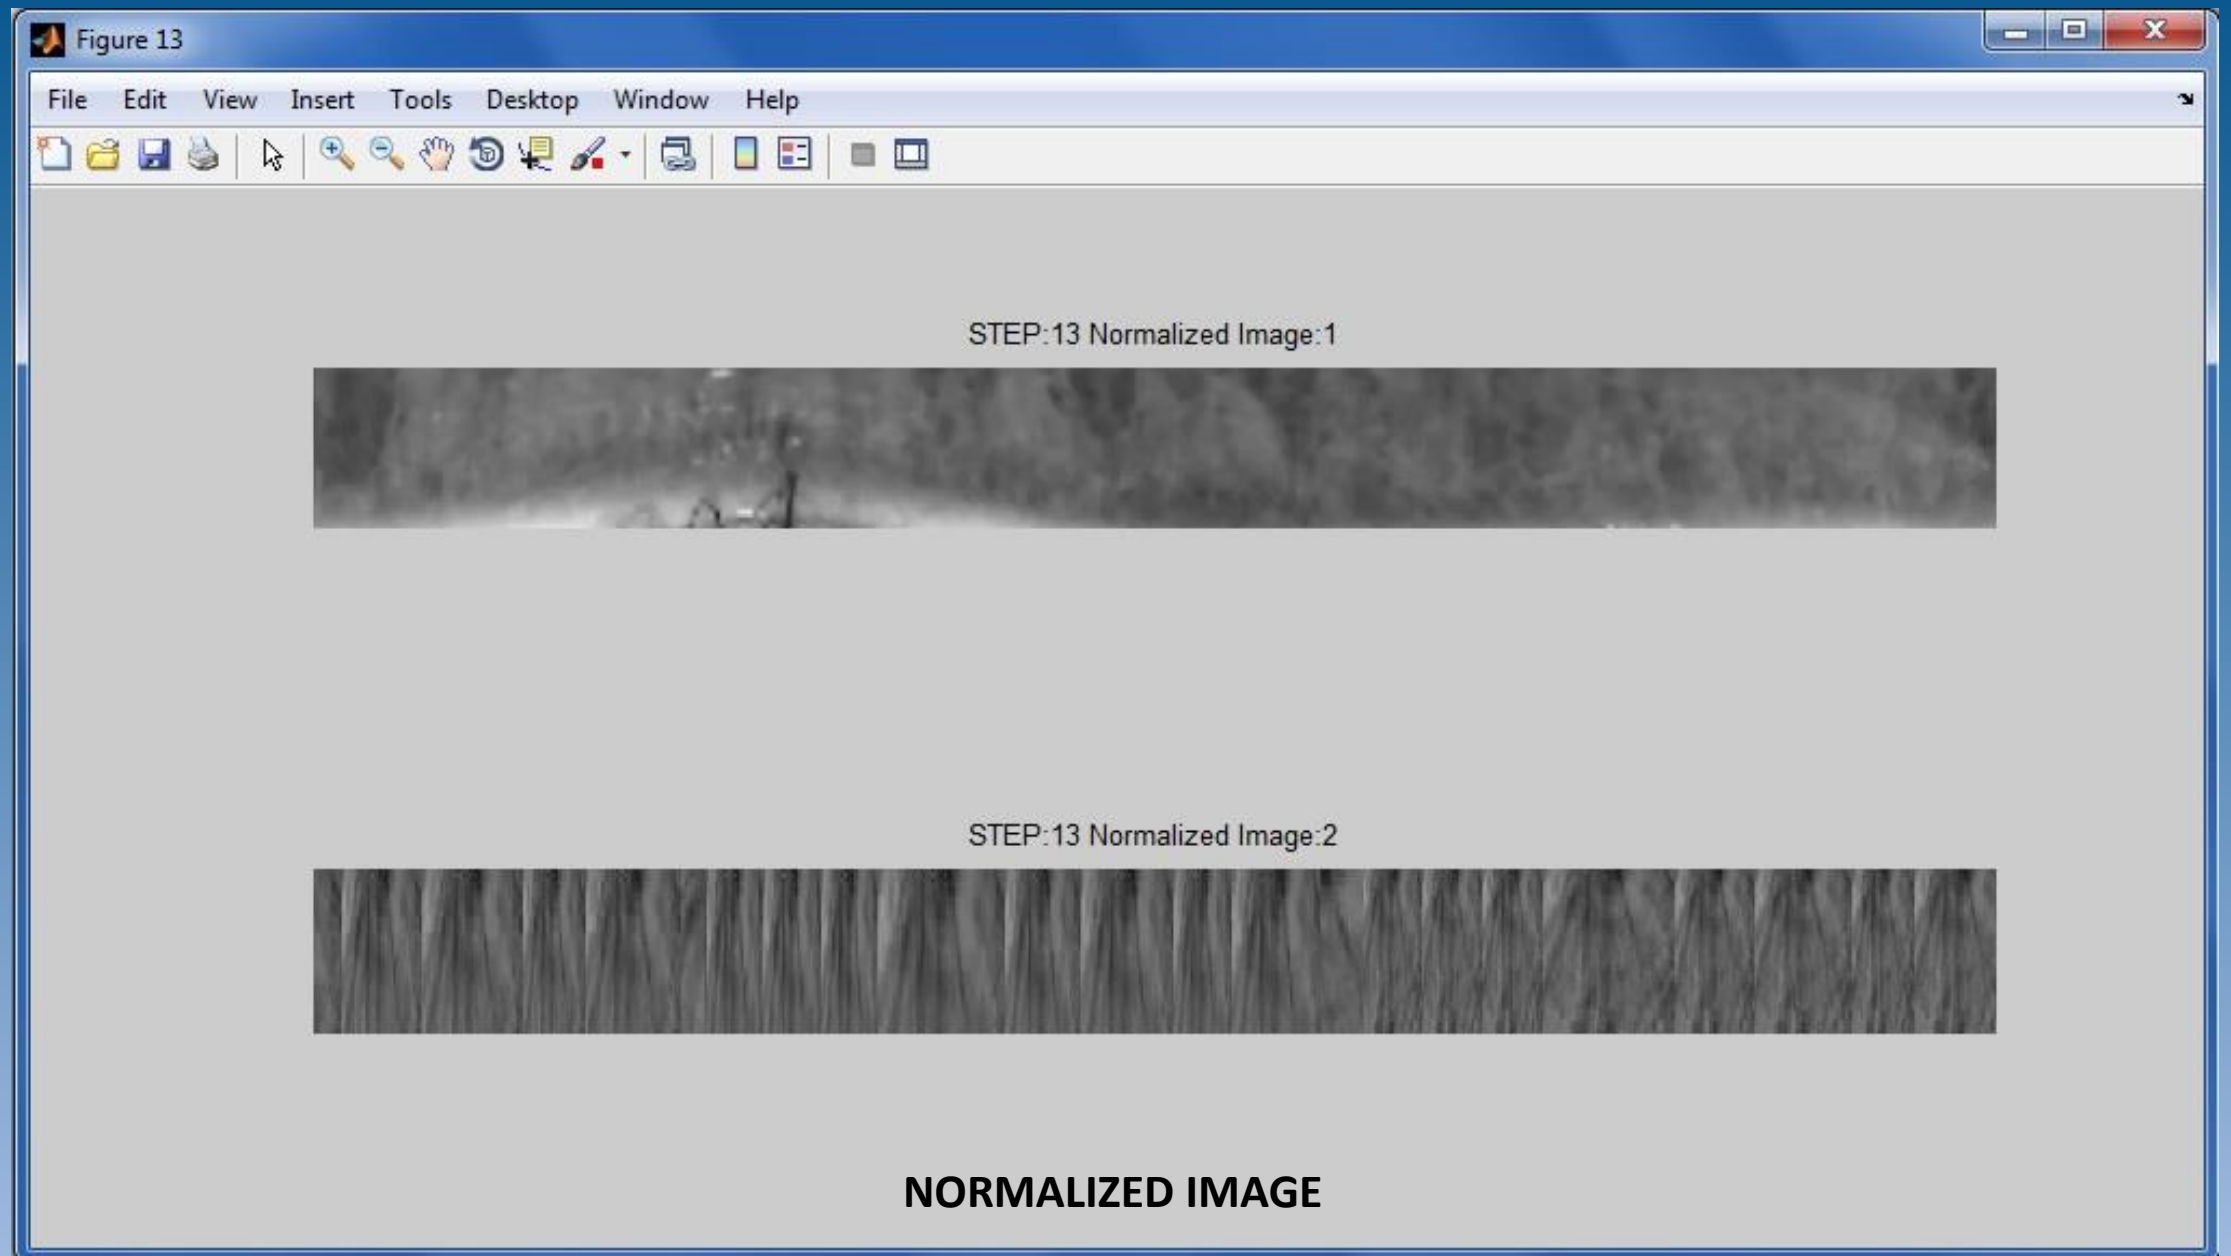 Figure 13
File Edit View Insert Tools Desktop Window Help
STEP:13 Normalized Image:1
STEP:13 Normalized Image:2
NORMALIZED IMAGE